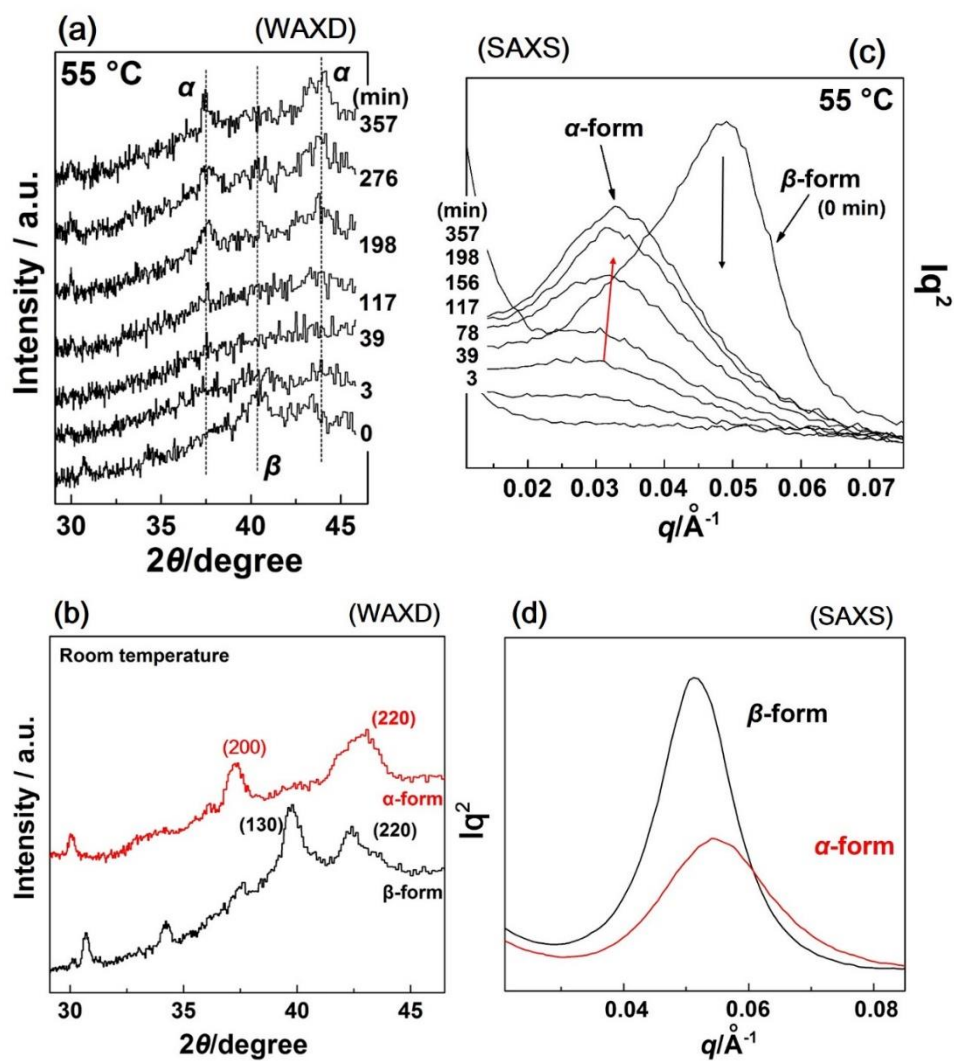 (a)
(WAXD)
55 °C
α
α
(min)
357
276
198
117
39
3
0
β
Intensity / a.u.
30
35
40
45
2θ/degree
(SAXS)
(c)
55 °C
α-form
β-form
(0 min)
(min)
357
198
156
117
78
39
3
Iq²
0.02
0.03
0.04
0.05
0.06
0.07
q/Å⁻¹
(b)
(WAXD)
Room temperature
(220)
(200)
α-form
(130)
(220)
β-form
Intensity / a.u.
30
35
40
45
2θ/degree
(d)
(SAXS)
β-form
α-form
Iq²
0.04
0.06
0.08
q/Å⁻¹